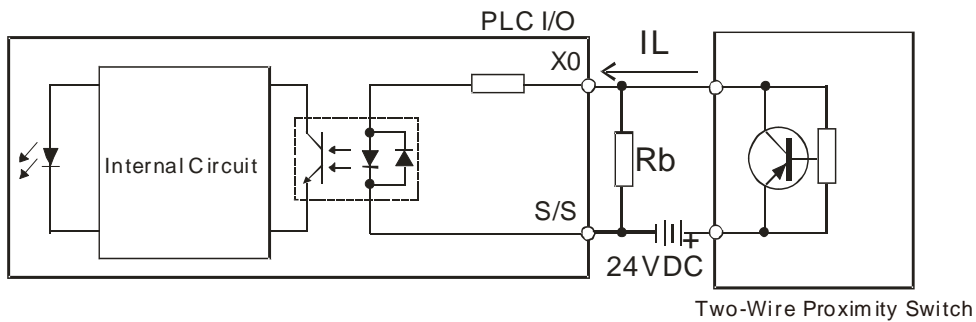 PLC I/O
X0
IL
Internal Circuit
Rb
S/S
+
24VDC
Two-Wire Proximity Switch